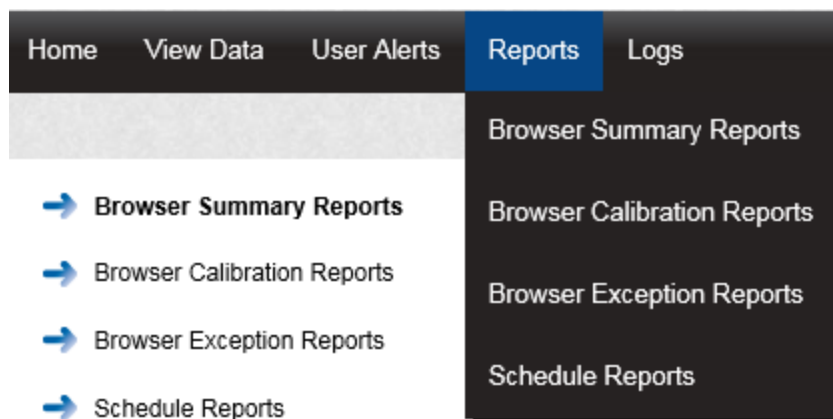 Home View Data User Alerts Reports Logs
Browser Summary Reports
Browser Calibration Reports
Browser Exception Reports
Schedule Reports
Browser Summary Reports
Browser Calibration Reports
Browser Exception Reports
Schedule Reports